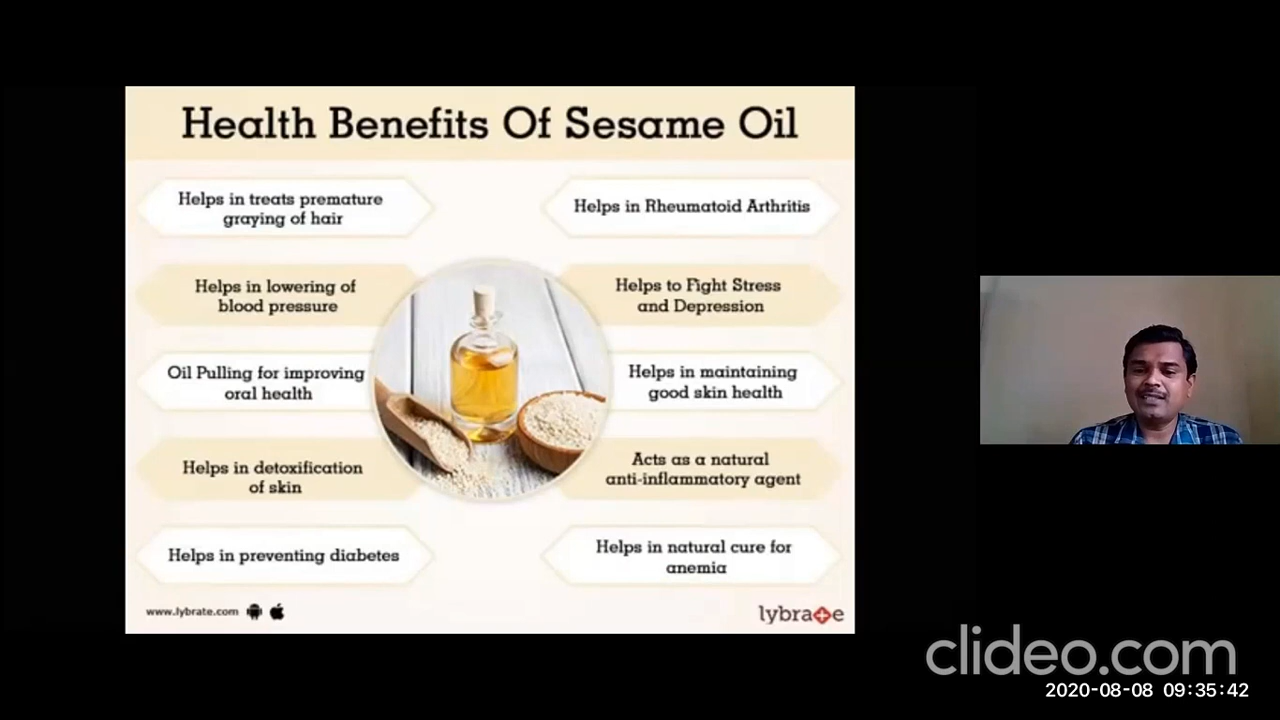 Health Benefits Of Sesame Oil
Helps in treats premature
graying of hair
Helps in lowering of
blood pressure
Oil Pulling for improving
oral health
Helps in detoxification
of skin
Helps in preventing diabetes
Helps in Rheumatoid Arthritis
Helps to Fight Stress
and Depression
Helps in maintaining
good skin health
Acts as a natural
anti-inflammatory agent
Helps in natural cure for
anemia
www.lybrate.com
lybrate
clideo.com
2020-08-08 09:35:42